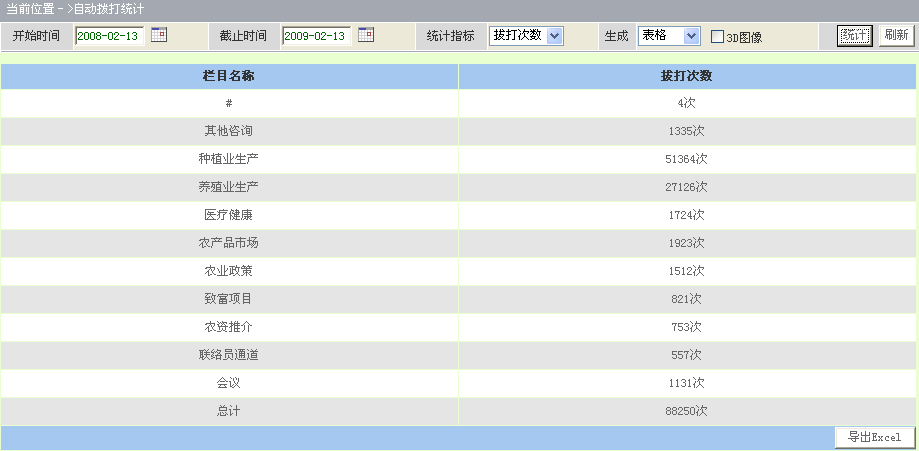 当前位置－>自动拨打统计
开始时间 2008-02-13 截止时间 2009-02-13 统计指标 拔打次数 生成 表格 3D图像 统计 刷新
栏目名称 拔打次数
# 4次
其他咨询 1335次
种植业生产 51364次
养殖业生产 27126次
医疗健康 1724次
农产品市场 1923次
农业政策 1512次
致富项目 821次
农资推介 753次
联络员通道 557次
会议 1131次
总计 88250次
导出Excel